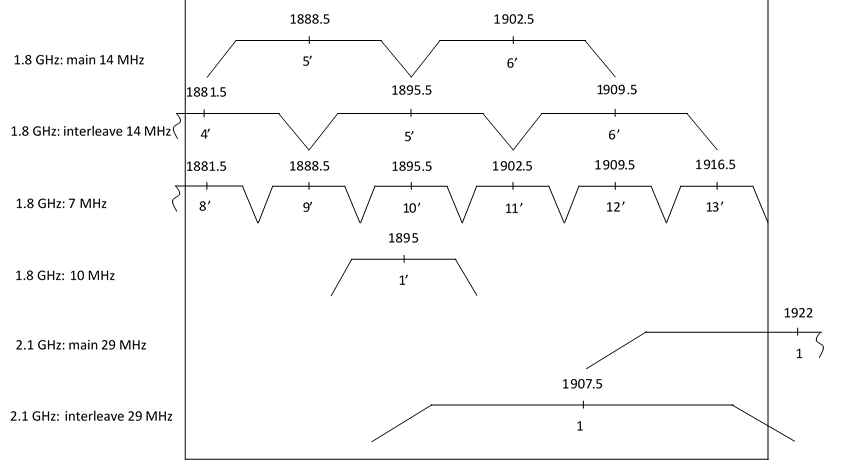 1888.5 1902.5
1.8 GHz: main 14 MHz 5′ 6′
1881.5 1895.5 1909.5
1.8 GHz: interleave 14 MHz 4′ 5′ 6′
1881.5 1888.5 1895.5 1902.5 1909.5 1916.5
1.8 GHz: 7 MHz 8′ 9′ 10′ 11′ 12′ 13′
1895
1.8 GHz: 10 MHz 1′
1922
2.1 GHz: main 29 MHz 1
1907.5
2.1 GHz: interleave 29 MHz 1